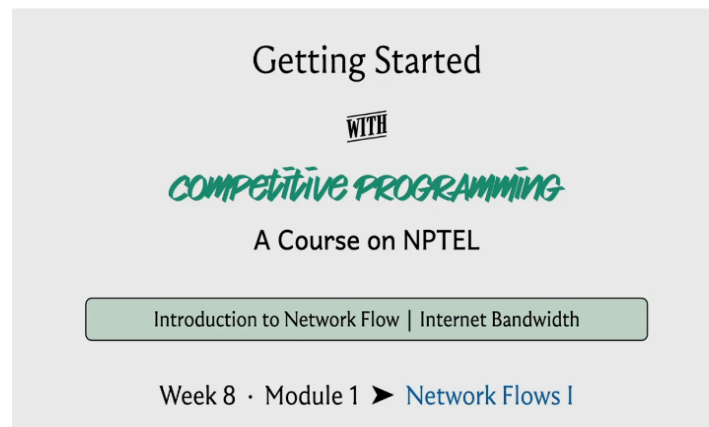 Getting Started
WITH
COMPETITIVE PROGRAMMING
A Course on NPTEL
Introduction to Network Flow | Internet Bandwidth
Week 8 · Module 1 ➤ Network Flows I